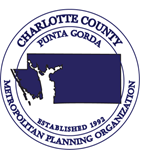 CHARLOTTE COUNTY
PUNTA GORDA
ESTABLISHED 1992
METROPOLITAN PLANNING ORGANIZATION